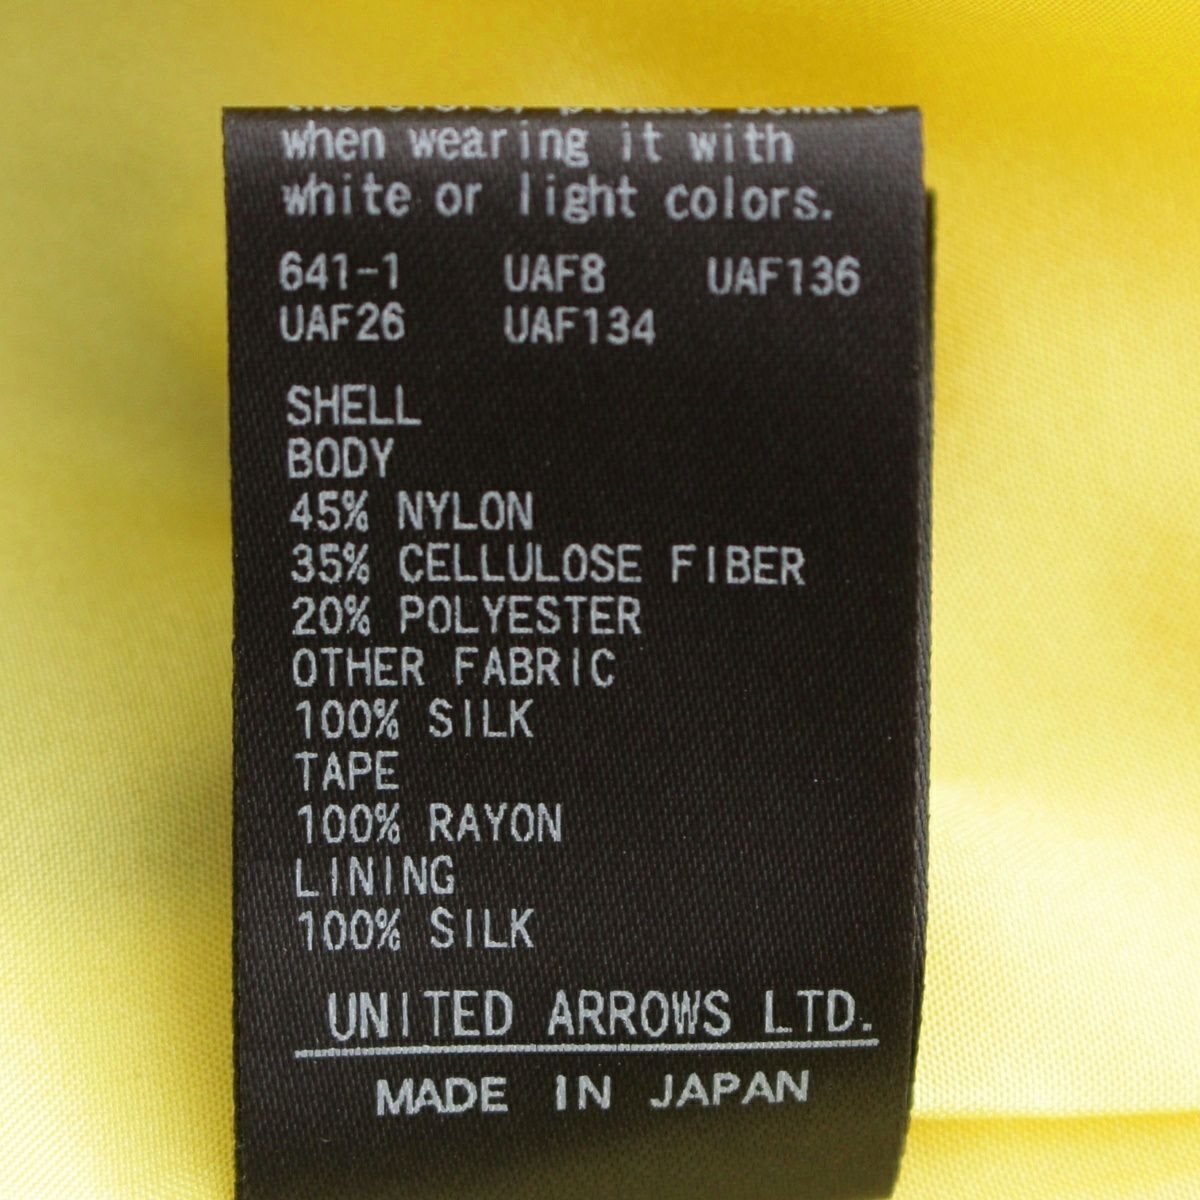 when wearing it with
white or light colors.
641-1 UAF8 UAF136
UAF26 UAF134
SHELL
BODY
45% NYLON
35% CELLULOSE FIBER
20% POLYESTER
OTHER FABRIC
100% SILK
TAPE
100% RAYON
LINING
100% SILK
UNITED ARROWS LTD.
MADE IN JAPAN